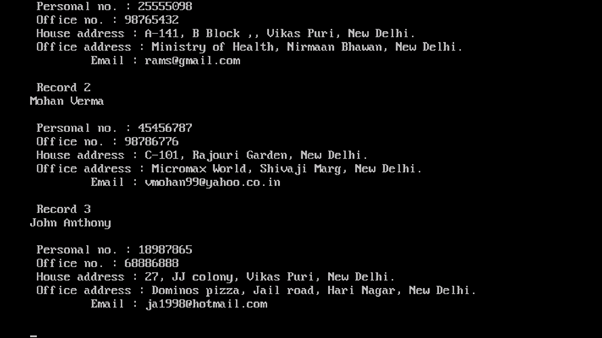 Personal no. : 25555098
Office no. : 98765432
House address : A-141, B Block ,, Vikas Puri, New Delhi.
Office address : Ministry of Health, Nirmaan Bhawan, New Delhi.
Email : rams@gmail.com
Record 2
Mohan Verma
Personal no. : 45456787
Office no. : 98786776
House address : C-101, Rajouri Garden, New Delhi.
Office address : Micromax World, Shivaji Marg, New Delhi.
Email : vmohan99@yahoo.co.in
Record 3
John Anthony
Personal no. : 18987865
Office no. : 68886888
House address : 27, JJ colony, Vikas Puri, New Delhi.
Office address : Dominos pizza, Jail road, Hari Nagar, New Delhi.
Email : ja1998@hotmail.com